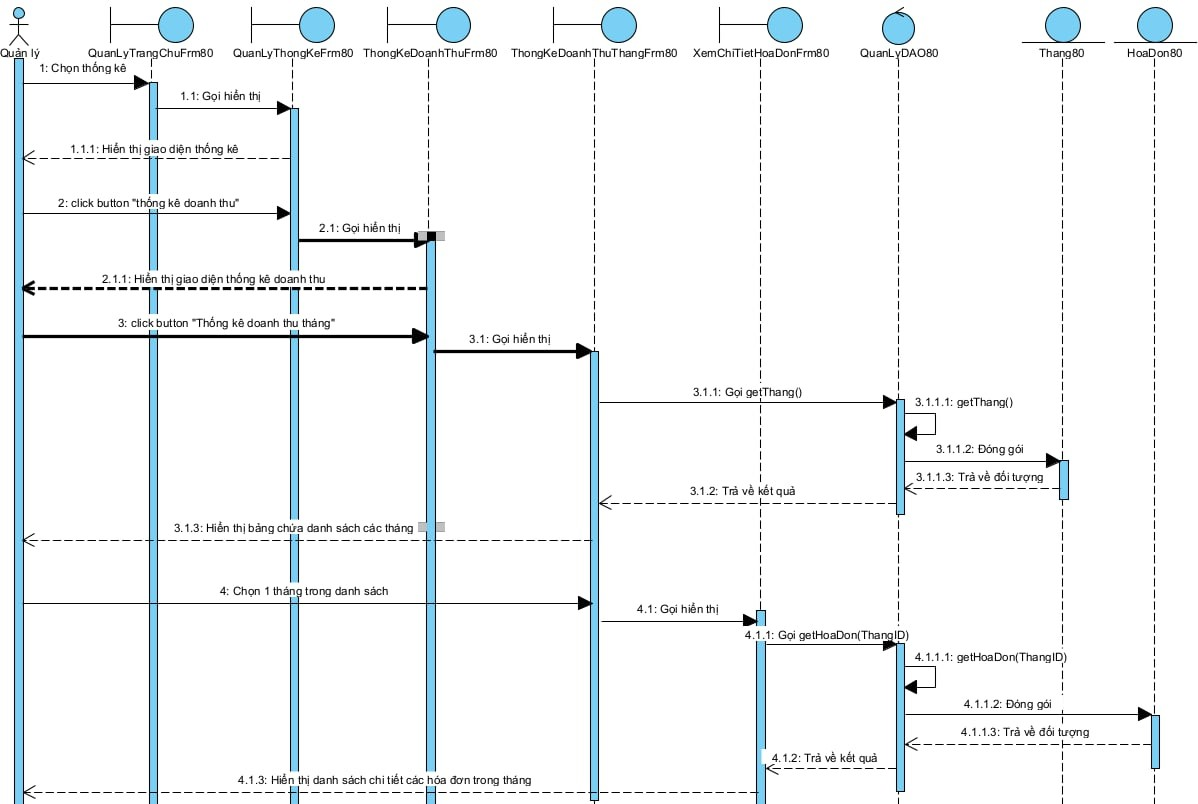 Quản lý
QuanLyTrangChuFrm80
QuanLyThongKeFrm80
ThongKeDoanhThuFrm80
ThongKeDoanhThuThangFrm80
XemChiTietHoaDonFrm80
QuanLyDAO80
Thang80
HoaDon80
1: Chọn thống kê
1.1: Gọi hiển thị
1.1.1: Hiển thị giao diện thống kê
2: click button "thống kê doanh thu"
2.1: Gọi hiển thị
2.1.1: Hiển thị giao diện thống kê doanh thu
3: click button "Thống kê doanh thu tháng"
3.1: Gọi hiển thị
3.1.1: Gọi getThang()
3.1.1.1: getThang()
3.1.1.2: Đóng gói
3.1.1.3: Trả về đối tượng
3.1.2: Trả về kết quả
3.1.3: Hiển thị bảng chứa danh sách các tháng
4: Chọn 1 tháng trong danh sách
4.1: Gọi hiển thị
4.1.1: Gọi getHoaDon(ThangID)
4.1.1.1: getHoaDon(ThangID)
4.1.1.2: Đóng gói
4.1.1.3: Trả về đối tượng
4.1.2: Trả về kết quả
4.1.3: Hiển thị danh sách chi tiết các hóa đơn trong tháng